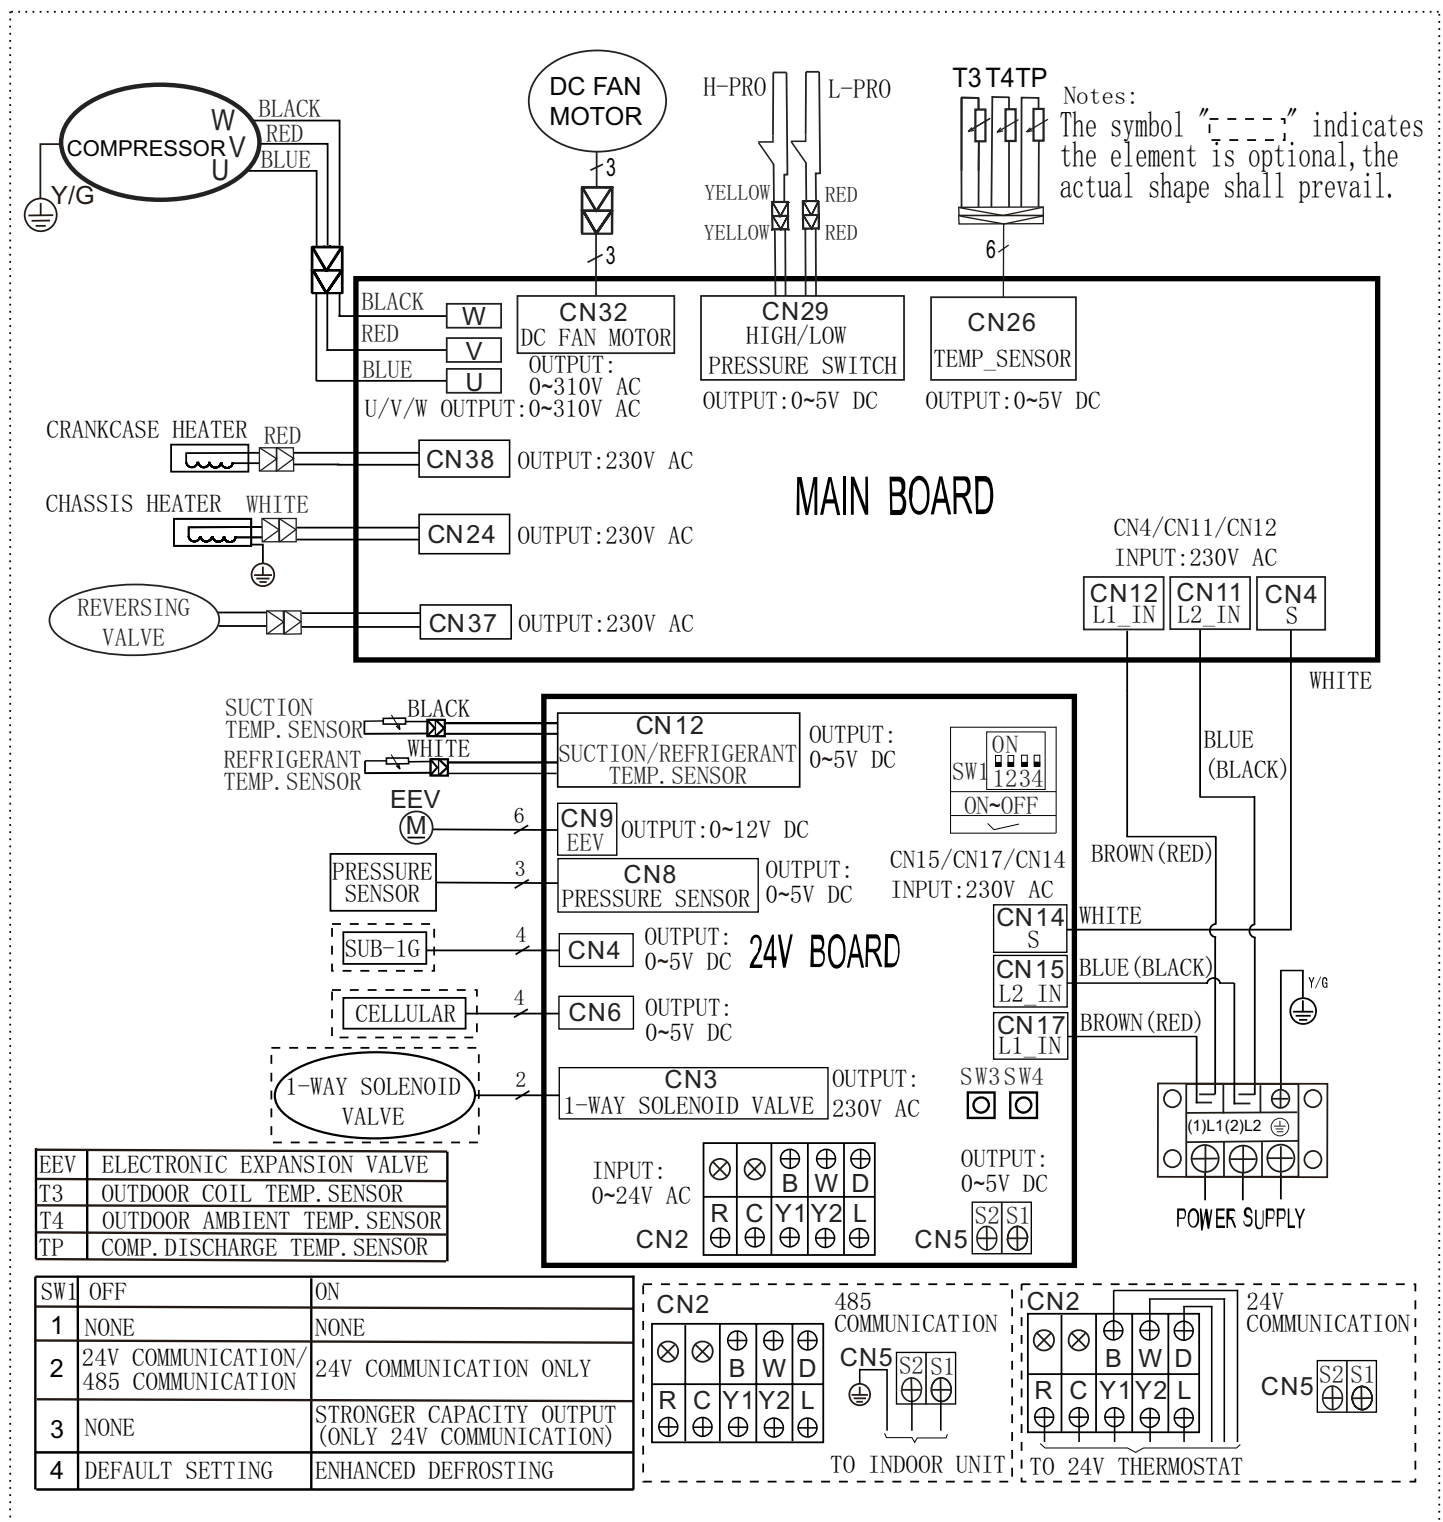 DC FAN
MOTOR
H-PRO
L-PRO
T3 T4 TP
Notes:
The symbol "- - - -" indicates
the element is optional,the
actual shape shall prevail.
COMPRESSOR
W
V
U
BLACK
RED
BLUE
Y/G
3
3
YELLOW
RED
YELLOW
RED
6
BLACK
W
RED
V
BLUE
U
U/V/W OUTPUT:0~310V AC
CN32
DC FAN MOTOR
OUTPUT:
0~310V AC
CN29
HIGH/LOW
PRESSURE SWITCH
OUTPUT:0~5V DC
CN26
TEMP_SENSOR
OUTPUT:0~5V DC
CRANKCASE HEATER
RED
CN38
OUTPUT:230V AC
CHASSIS HEATER
WHITE
CN24
OUTPUT:230V AC
REVERSING
VALVE
CN37
OUTPUT:230V AC
MAIN BOARD
CN4/CN11/CN12
INPUT:230V AC
CN12
L1_IN
CN11
L2_IN
CN4
S
WHITE
BLUE
(BLACK)
BROWN(RED)
SUCTION
TEMP.SENSOR
BLACK
REFRIGERANT
TEMP.SENSOR
WHITE
CN12
SUCTION/REFRIGERANT
TEMP.SENSOR
OUTPUT:
0~5V DC
SW1
ON
1234
ON~OFF
EEV
M
6
CN9
EEV
OUTPUT:0~12V DC
PRESSURE
SENSOR
3
CN8
PRESSURE SENSOR
OUTPUT:
0~5V DC
CN15/CN17/CN14
INPUT:230V AC
SUB-1G
4
CN4
OUTPUT:
0~5V DC
24V BOARD
CN14
S
WHITE
CN15
L2_IN
BLUE(BLACK)
CN17
L1_IN
BROWN(RED)
Y/G
CELLULAR
4
CN6
OUTPUT:
0~5V DC
1-WAY SOLENOID
VALVE
2
CN3
1-WAY SOLENOID VALVE
OUTPUT:
230V AC
SW3 SW4
(1)L1(2)L2
POWER SUPPLY
INPUT:
0~24V AC
CN2
B W D
R C Y1 Y2 L
OUTPUT:
0~5V DC
CN5
S2 S1
EEV ELECTRONIC EXPANSION VALVE
T3 OUTDOOR COIL TEMP.SENSOR
T4 OUTDOOR AMBIENT TEMP.SENSOR
TP COMP.DISCHARGE TEMP.SENSOR
SW1 OFF ON
1 NONE NONE
2 24V COMMUNICATION/
485 COMMUNICATION
24V COMMUNICATION ONLY
3 NONE
STRONGER CAPACITY OUTPUT
(ONLY 24V COMMUNICATION)
4 DEFAULT SETTING ENHANCED DEFROSTING
CN2
B W D
R C Y1 Y2 L
485
COMMUNICATION
CN5
S2 S1
TO INDOOR UNIT
CN2
B W D
R C Y1 Y2 L
24V
COMMUNICATION
CN5
S2 S1
TO 24V THERMOSTAT